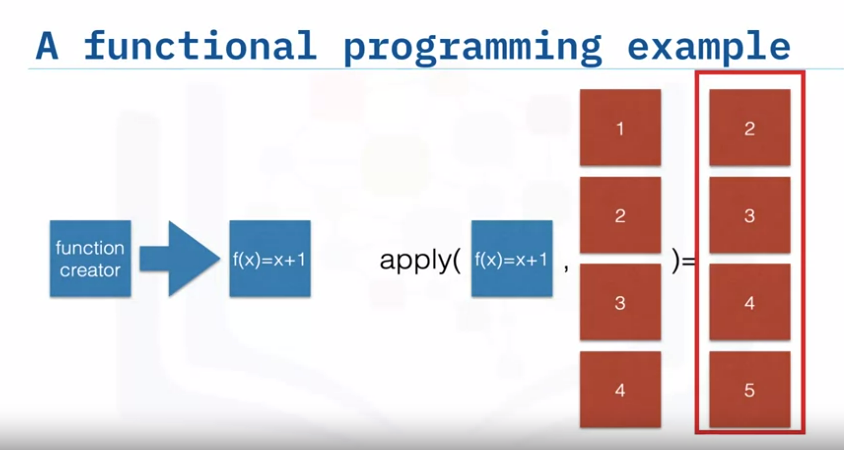 A functional programming example
function
creator
f(x)=x+1
apply( f(x)=x+1 ,
1
2
3
4
)=
2
3
4
5